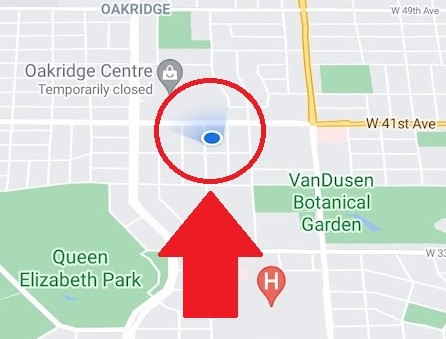 OAKRIDGE
W 49th Ave
Oakridge Centre
Temporarily closed
W 41st Ave
VanDusen
Botanical
Garden
Queen
Elizabeth Park
W 33
H